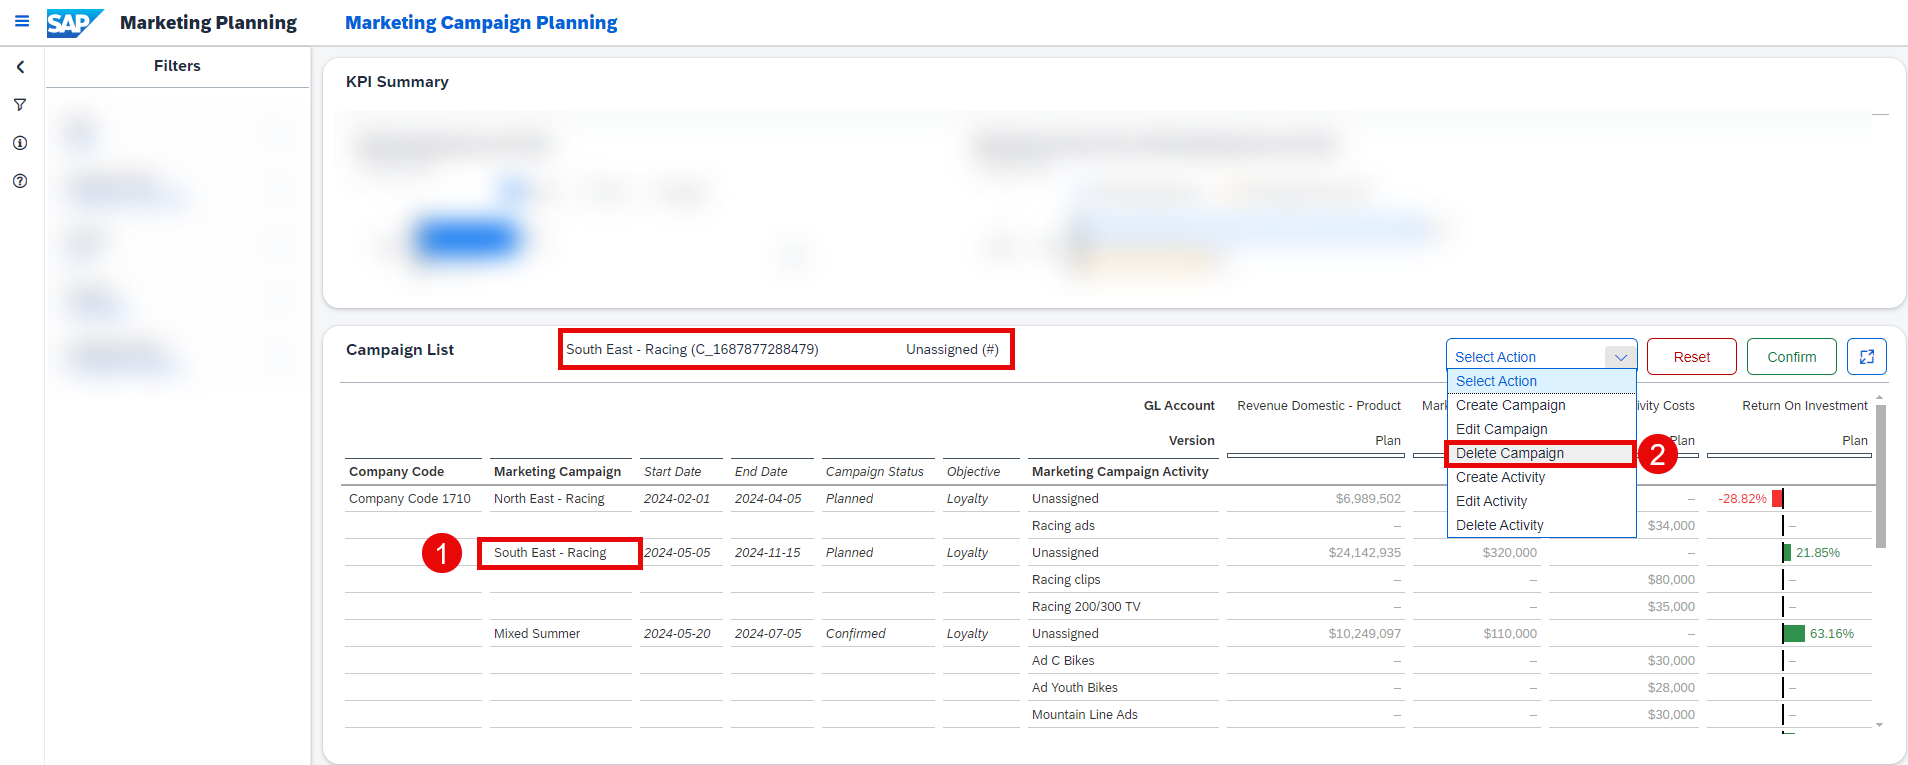 SAP Marketing Planning Marketing Campaign Planning
Filters
KPI Summary
Campaign List South East - Racing (C_1687877288479) Unassigned (#) Select Action Reset Confirm
Select Action
Create Campaign
Edit Campaign
Delete Campaign 2
Create Activity
Edit Activity
Delete Activity
GL Account Revenue Domestic - Product Mark ivity Costs Return On Investment
Version Plan Plan Plan
Company Code Marketing Campaign Start Date End Date Campaign Status Objective Marketing Campaign Activity
Company Code 1710 North East - Racing 2024-02-01 2024-04-05 Planned Loyalty Unassigned $6,989,502 – -28.82%
Racing ads – $34,000 –
1 South East - Racing 2024-05-05 2024-11-15 Planned Loyalty Unassigned $24,142,935 $320,000 – 21.85%
Racing clips – – $80,000 –
Racing 200/300 TV – – $35,000 –
Mixed Summer 2024-05-20 2024-07-05 Confirmed Loyalty Unassigned $10,249,097 $110,000 – 63.16%
Ad C Bikes – – $30,000 –
Ad Youth Bikes – – $28,000 –
Mountain Line Ads – – $30,000 –